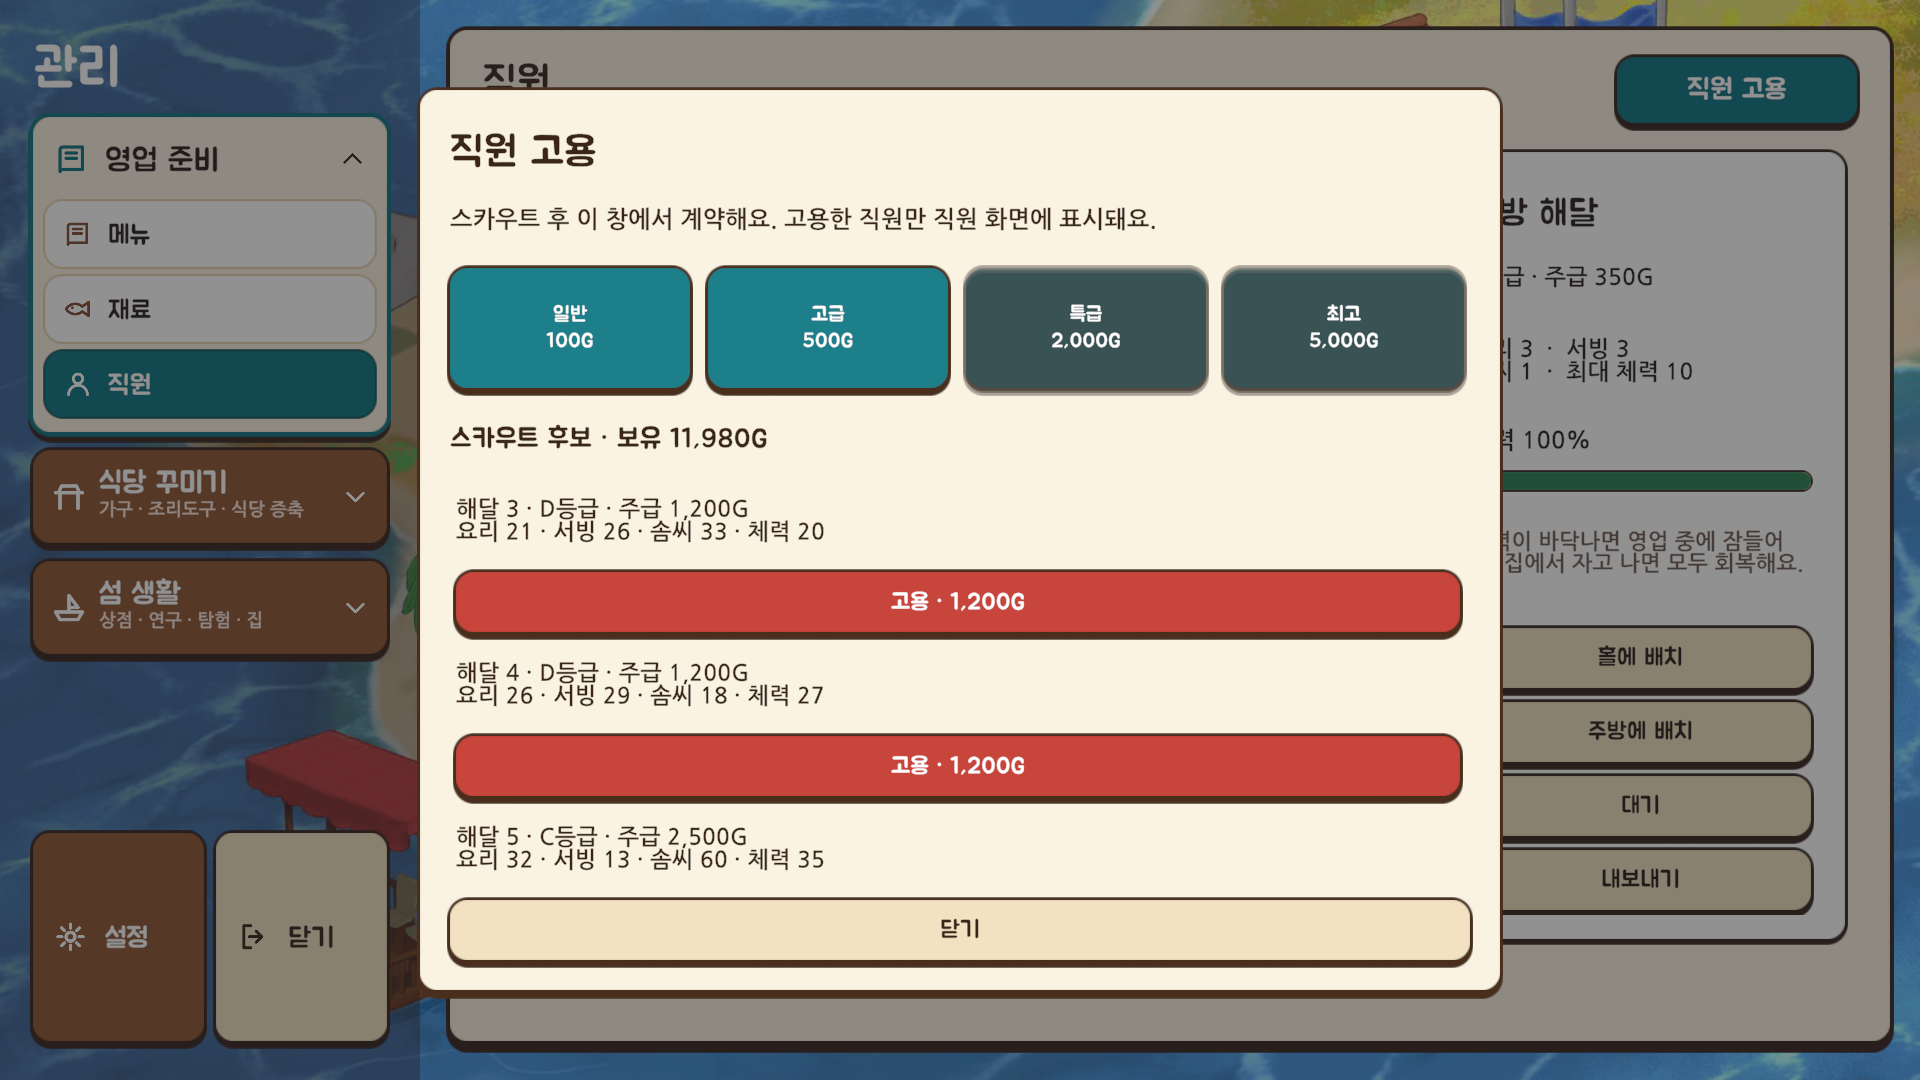 관리
영업 준비
메뉴
재료
직원
식당 꾸미기
가구 · 조리도구 · 식당 증축
섬 생활
상점 · 연구 · 탐험 · 집
설정
닫기
직원
직원 고용
직원 고용
스카우트 후 이 창에서 계약해요. 고용한 직원만 직원 화면에 표시돼요.
일반
100G
고급
500G
특급
2,000G
최고
5,000G
스카우트 후보 · 보유 11,980G
해달 3 · D등급 · 주급 1,200G
요리 21 · 서빙 26 · 솜씨 33 · 체력 20
고용 · 1,200G
해달 4 · D등급 · 주급 1,200G
요리 26 · 서빙 29 · 솜씨 18 · 체력 27
고용 · 1,200G
해달 5 · C등급 · 주급 2,500G
요리 32 · 서빙 13 · 솜씨 60 · 체력 35
닫기
방 해달
급 · 주급 350G
3 · 서빙 3
1 · 최대 체력 10
100%
바닥나면 영업 중에 잠들어
집에서 자고 나면 모두 회복해요.
홀에 배치
주방에 배치
대기
내보내기